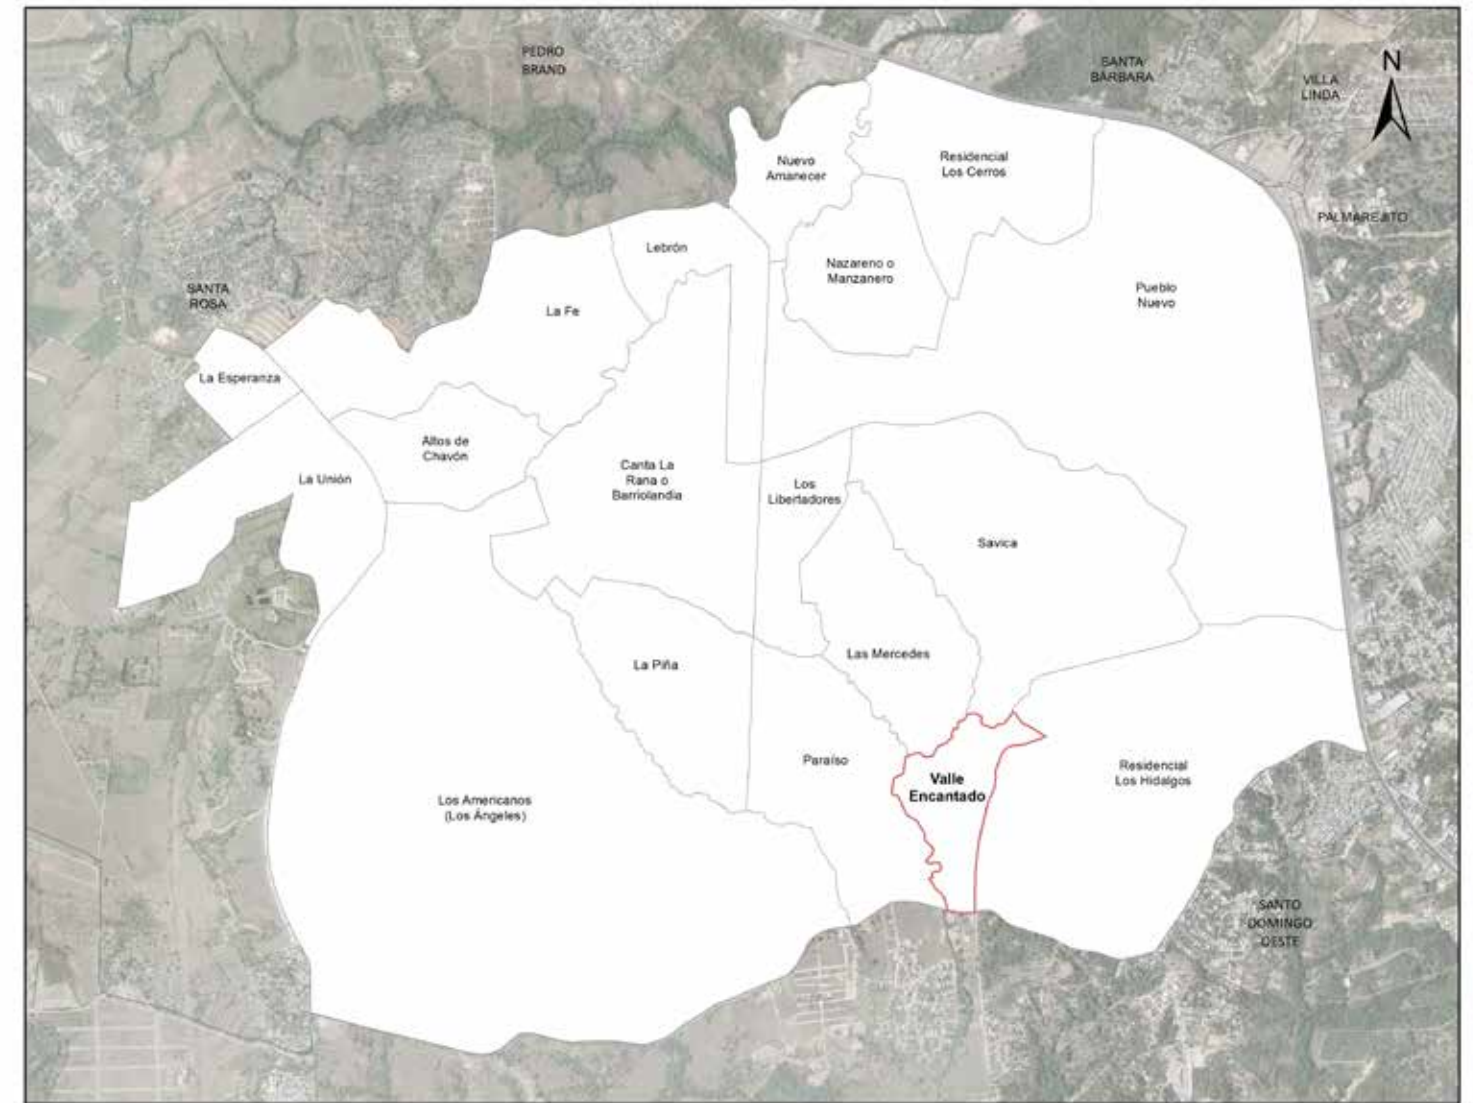 PEDRO
BRAND
SANTA
BÁRBARA
N
VILLA
LINDA
Nuevo
Amanecer
Residencial
Los Cerros
PALMAREJITO
Lebrón
Nazareno o
Manzanero
SANTA
ROSA
Pueblo
Nuevo
La Fe
La Esperanza
Altos de
Chavón
La Unión
Canta La
Rana o
Barriolandia
Los
Libertadores
Savica
Las Mercedes
La Piña
Paraíso
Valle
Encantado
Residencial
Los Hidalgos
Los Americanos
(Los Ángeles)
SANTO
DOMINGO
OESTE